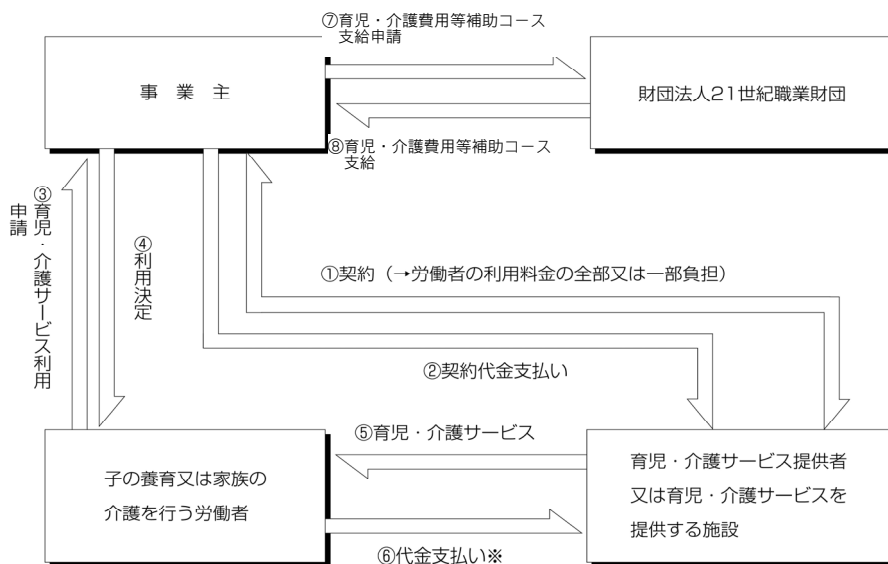 ⑦育児・介護費用等補助コース
支給申請
事 業 主
財団法人21世紀職業財団
⑧育児・介護費用等補助コース
支給
③育児・介護サービス利用
申請
④利用決定
①契約（→労働者の利用料金の全部又は一部負担）
②契約代金支払い
⑤育児・介護サービス
子の養育又は家族の
介護を行う労働者
育児・介護サービス提供者
又は育児・介護サービスを
提供する施設
⑥代金支払い※